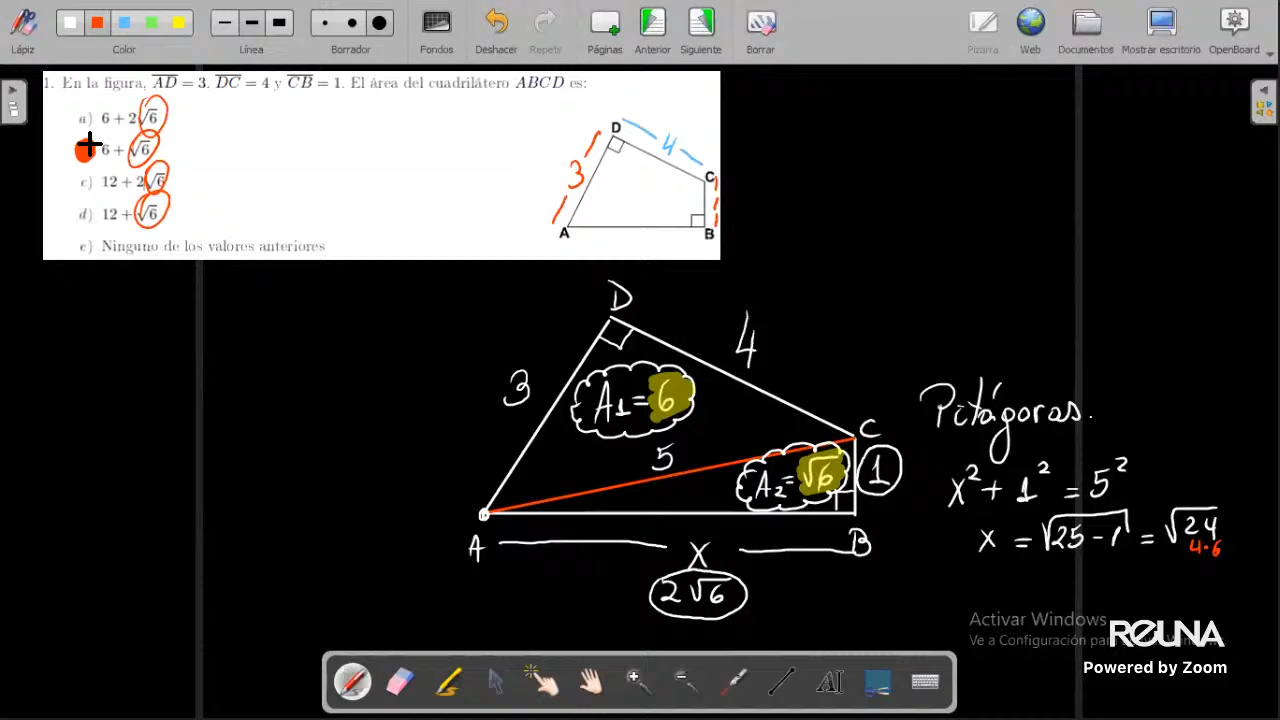 Lápiz Color Línea Borrador Fondos Deshacer Repetir Páginas Anterior Siguiente Borrar Pizarra Web Documentos Mostrar escritorio OpenBoard
1. En la figura, AD = 3. DC = 4 y CB = 1. El área del cuadrilátero ABCD es:
a) 6 + 2√6
6 + √6
c) 12 + 2√6
d) 12 + √6
e) Ninguno de los valores anteriores
D
4
3
C
A
B
D
4
3
A1 = 6
C
5
A2 = √6
1
A
X
B
2√6
Pitágoras.
x² + 1² = 5²
x = √25 - 1 = √24
4·6
Activar Windows
Ve a Configuración para
REUNA
Powered by Zoom